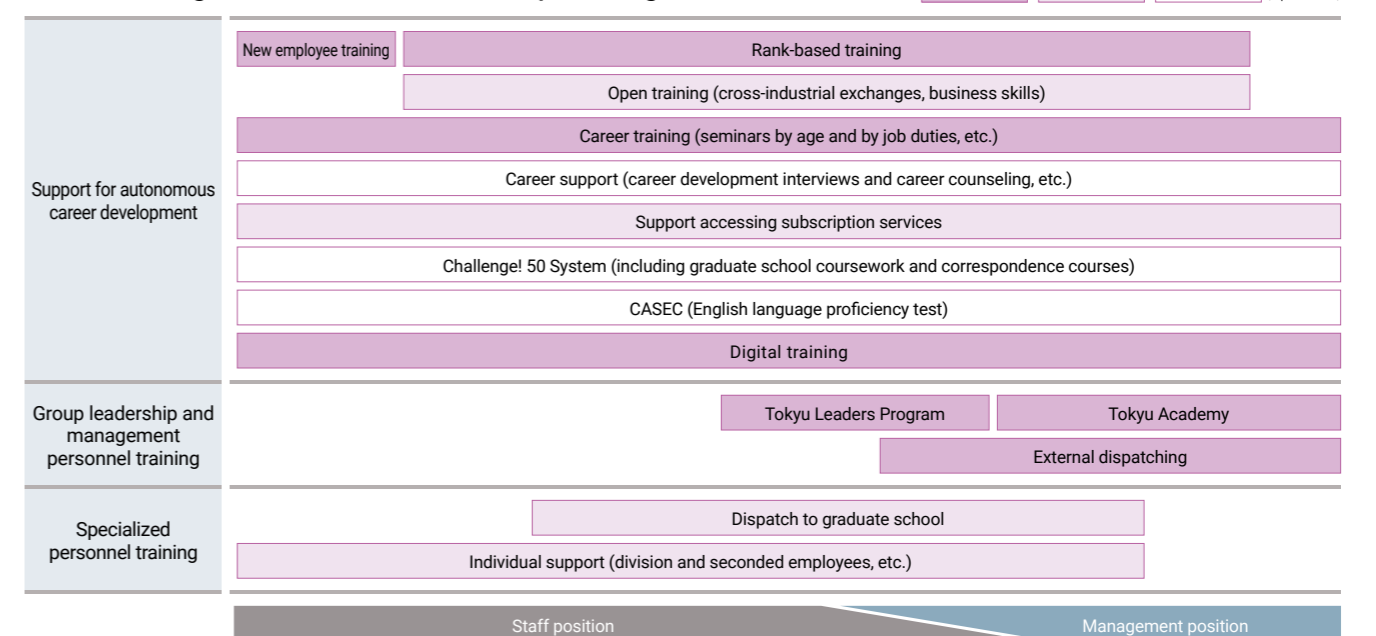 New employee training
Rank-based training
Open training (cross-industrial exchanges, business skills)
Career training (seminars by age and by job duties, etc.)
Support for autonomous
career development
Career support (career development interviews and career counseling, etc.)
Support accessing subscription services
Challenge! 50 System (including graduate school coursework and correspondence courses)
CASEC (English language proficiency test)
Digital training
Group leadership and
management
personnel training
Tokyu Leaders Program
Tokyu Academy
External dispatching
Specialized
personnel training
Dispatch to graduate school
Individual support (division and seconded employees, etc.)
Staff position
Management position